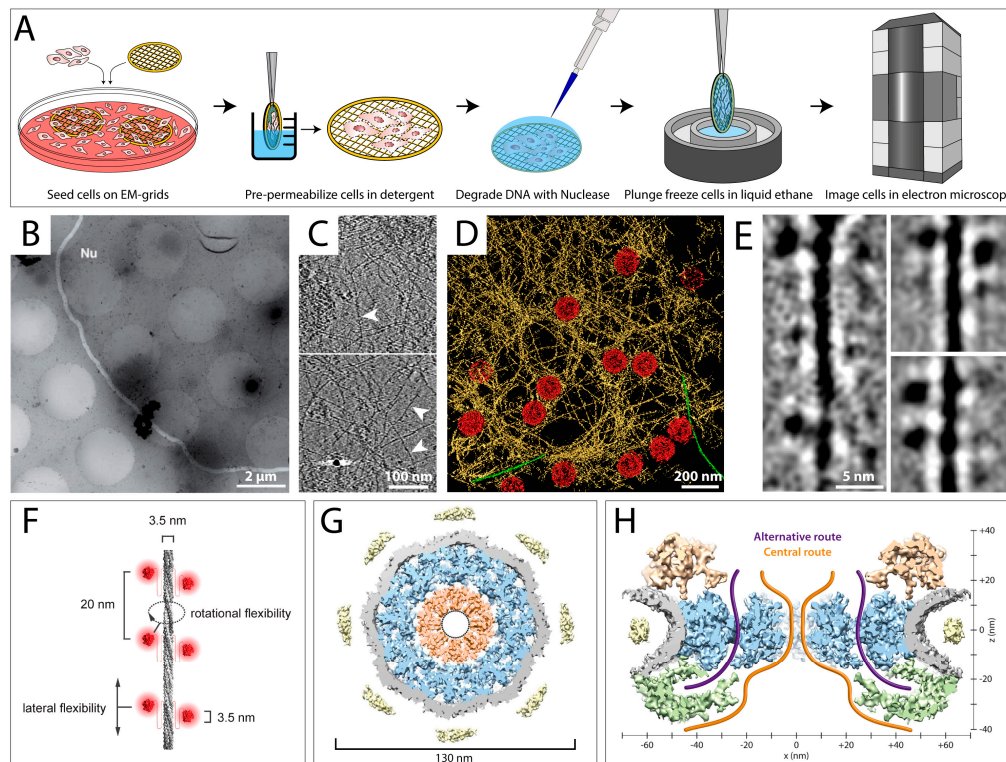 A
Seed cells on EM-grids
Pre-permeabilize cells in detergent
Degrade DNA with Nuclease
Plunge freeze cells in liquid ethane
Image cells in electron microscop
B
Nu
2 µm
C
100 nm
D
200 nm
E
5 nm
F
3.5 nm
20 nm
rotational flexibility
lateral flexibility
3.5 nm
G
130 nm
H
Alternative route
Central route
+40
+20
0
-20
-40
z (nm)
-60 -40 -20 0 +20 +40 +60
x (nm)